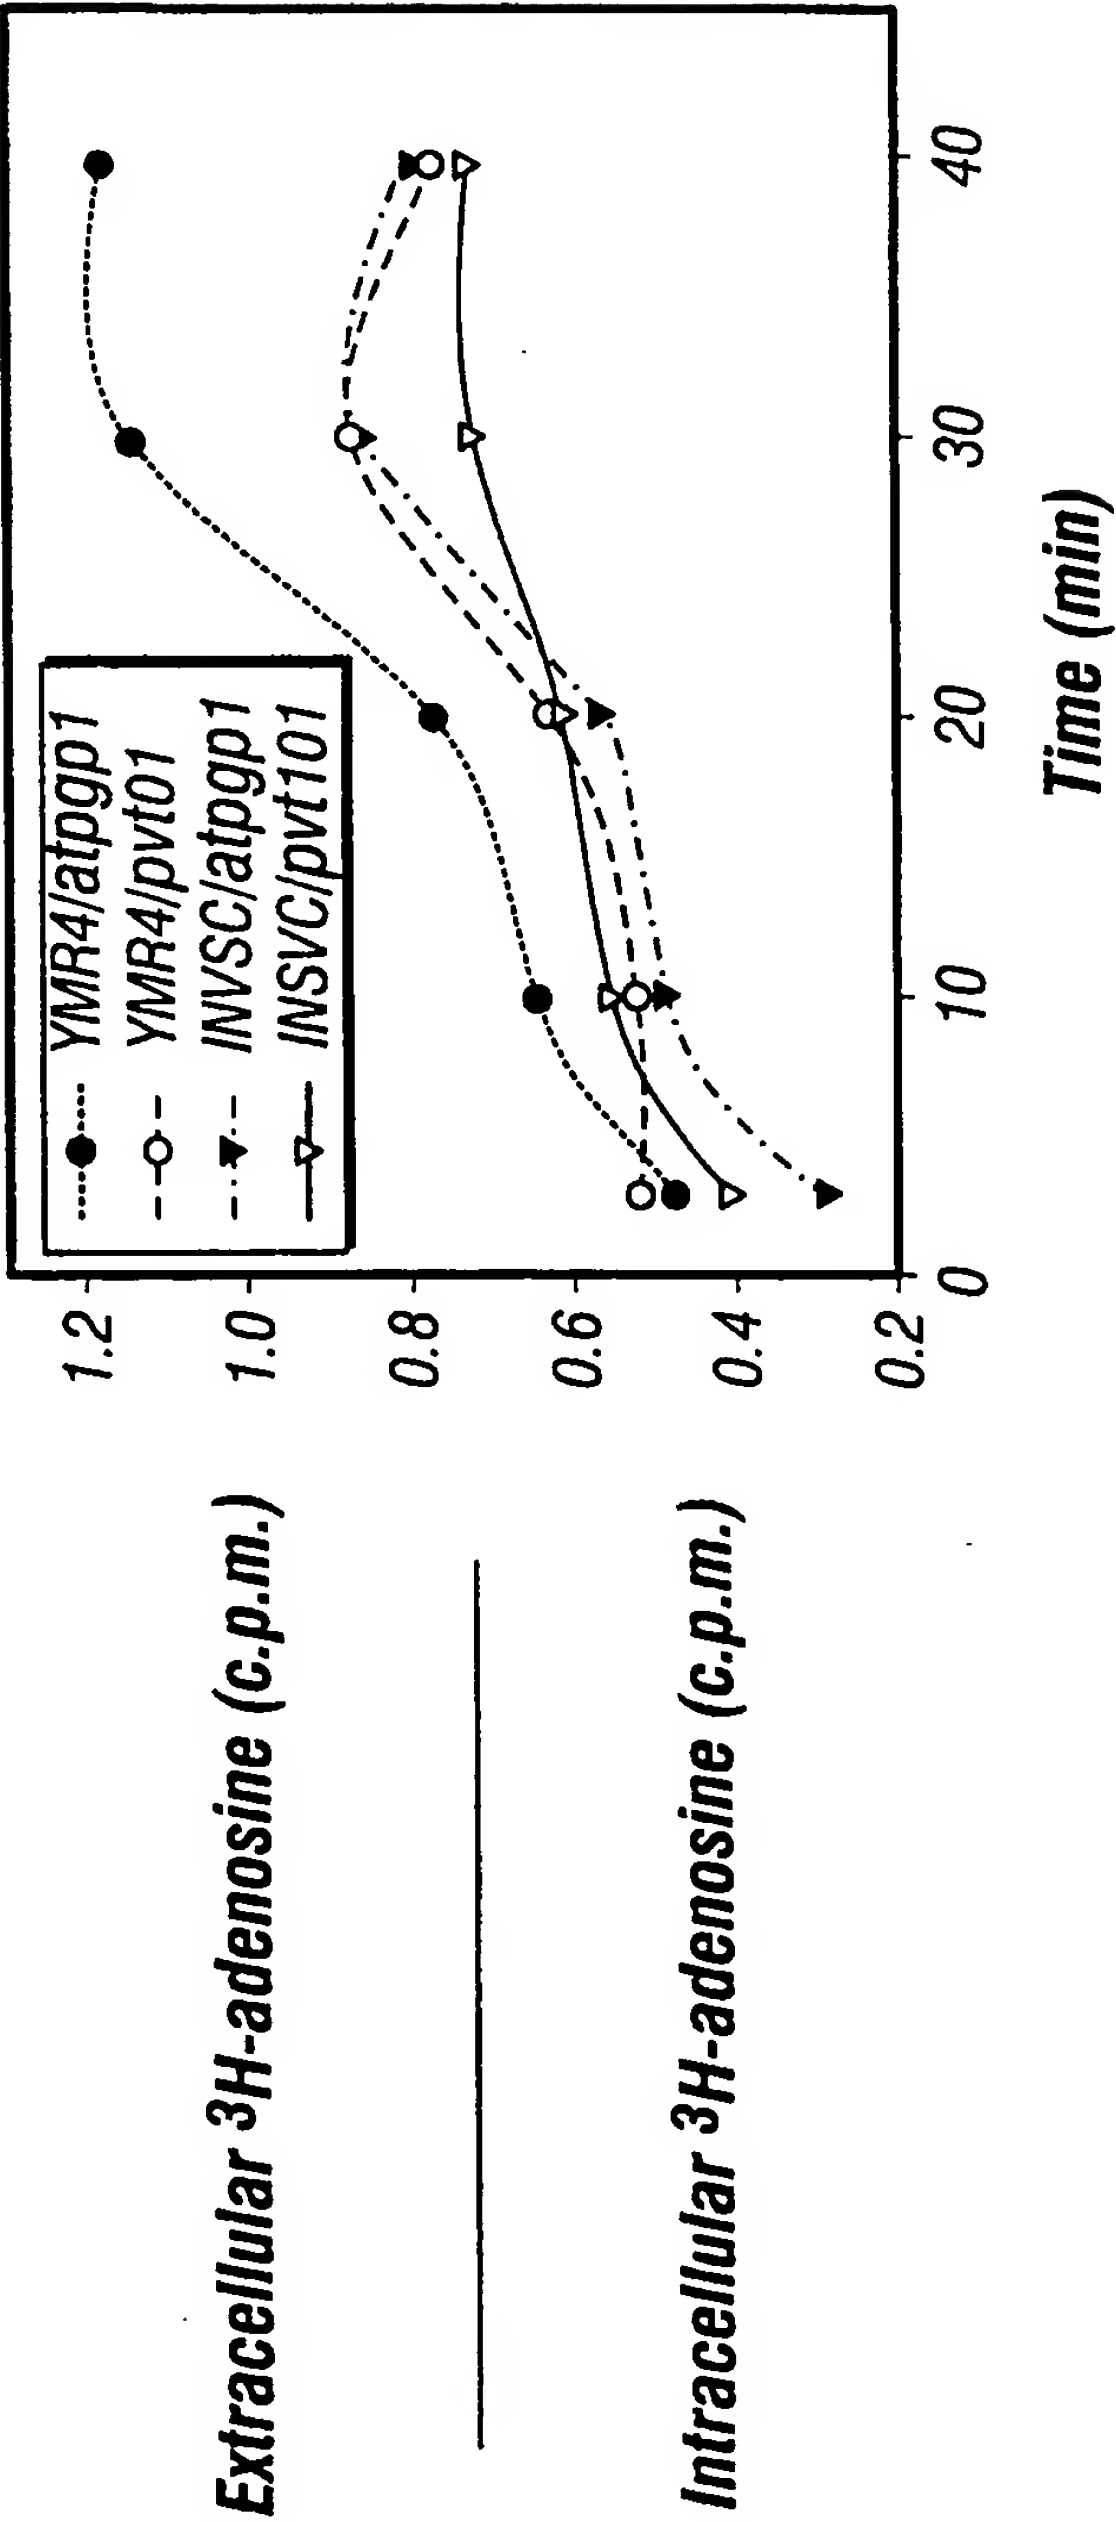 Extracellular ³H-adenosine (c.p.m.)
Intracellular ³H-adenosine (c.p.m.)
1.2
1.0
0.8
0.6
0.4
0.2
YMR4/atpgp1
YMR4/pvt01
INVSC/atpgp1
INSVC/pvt101
0 10 20 30 40
Time (min)